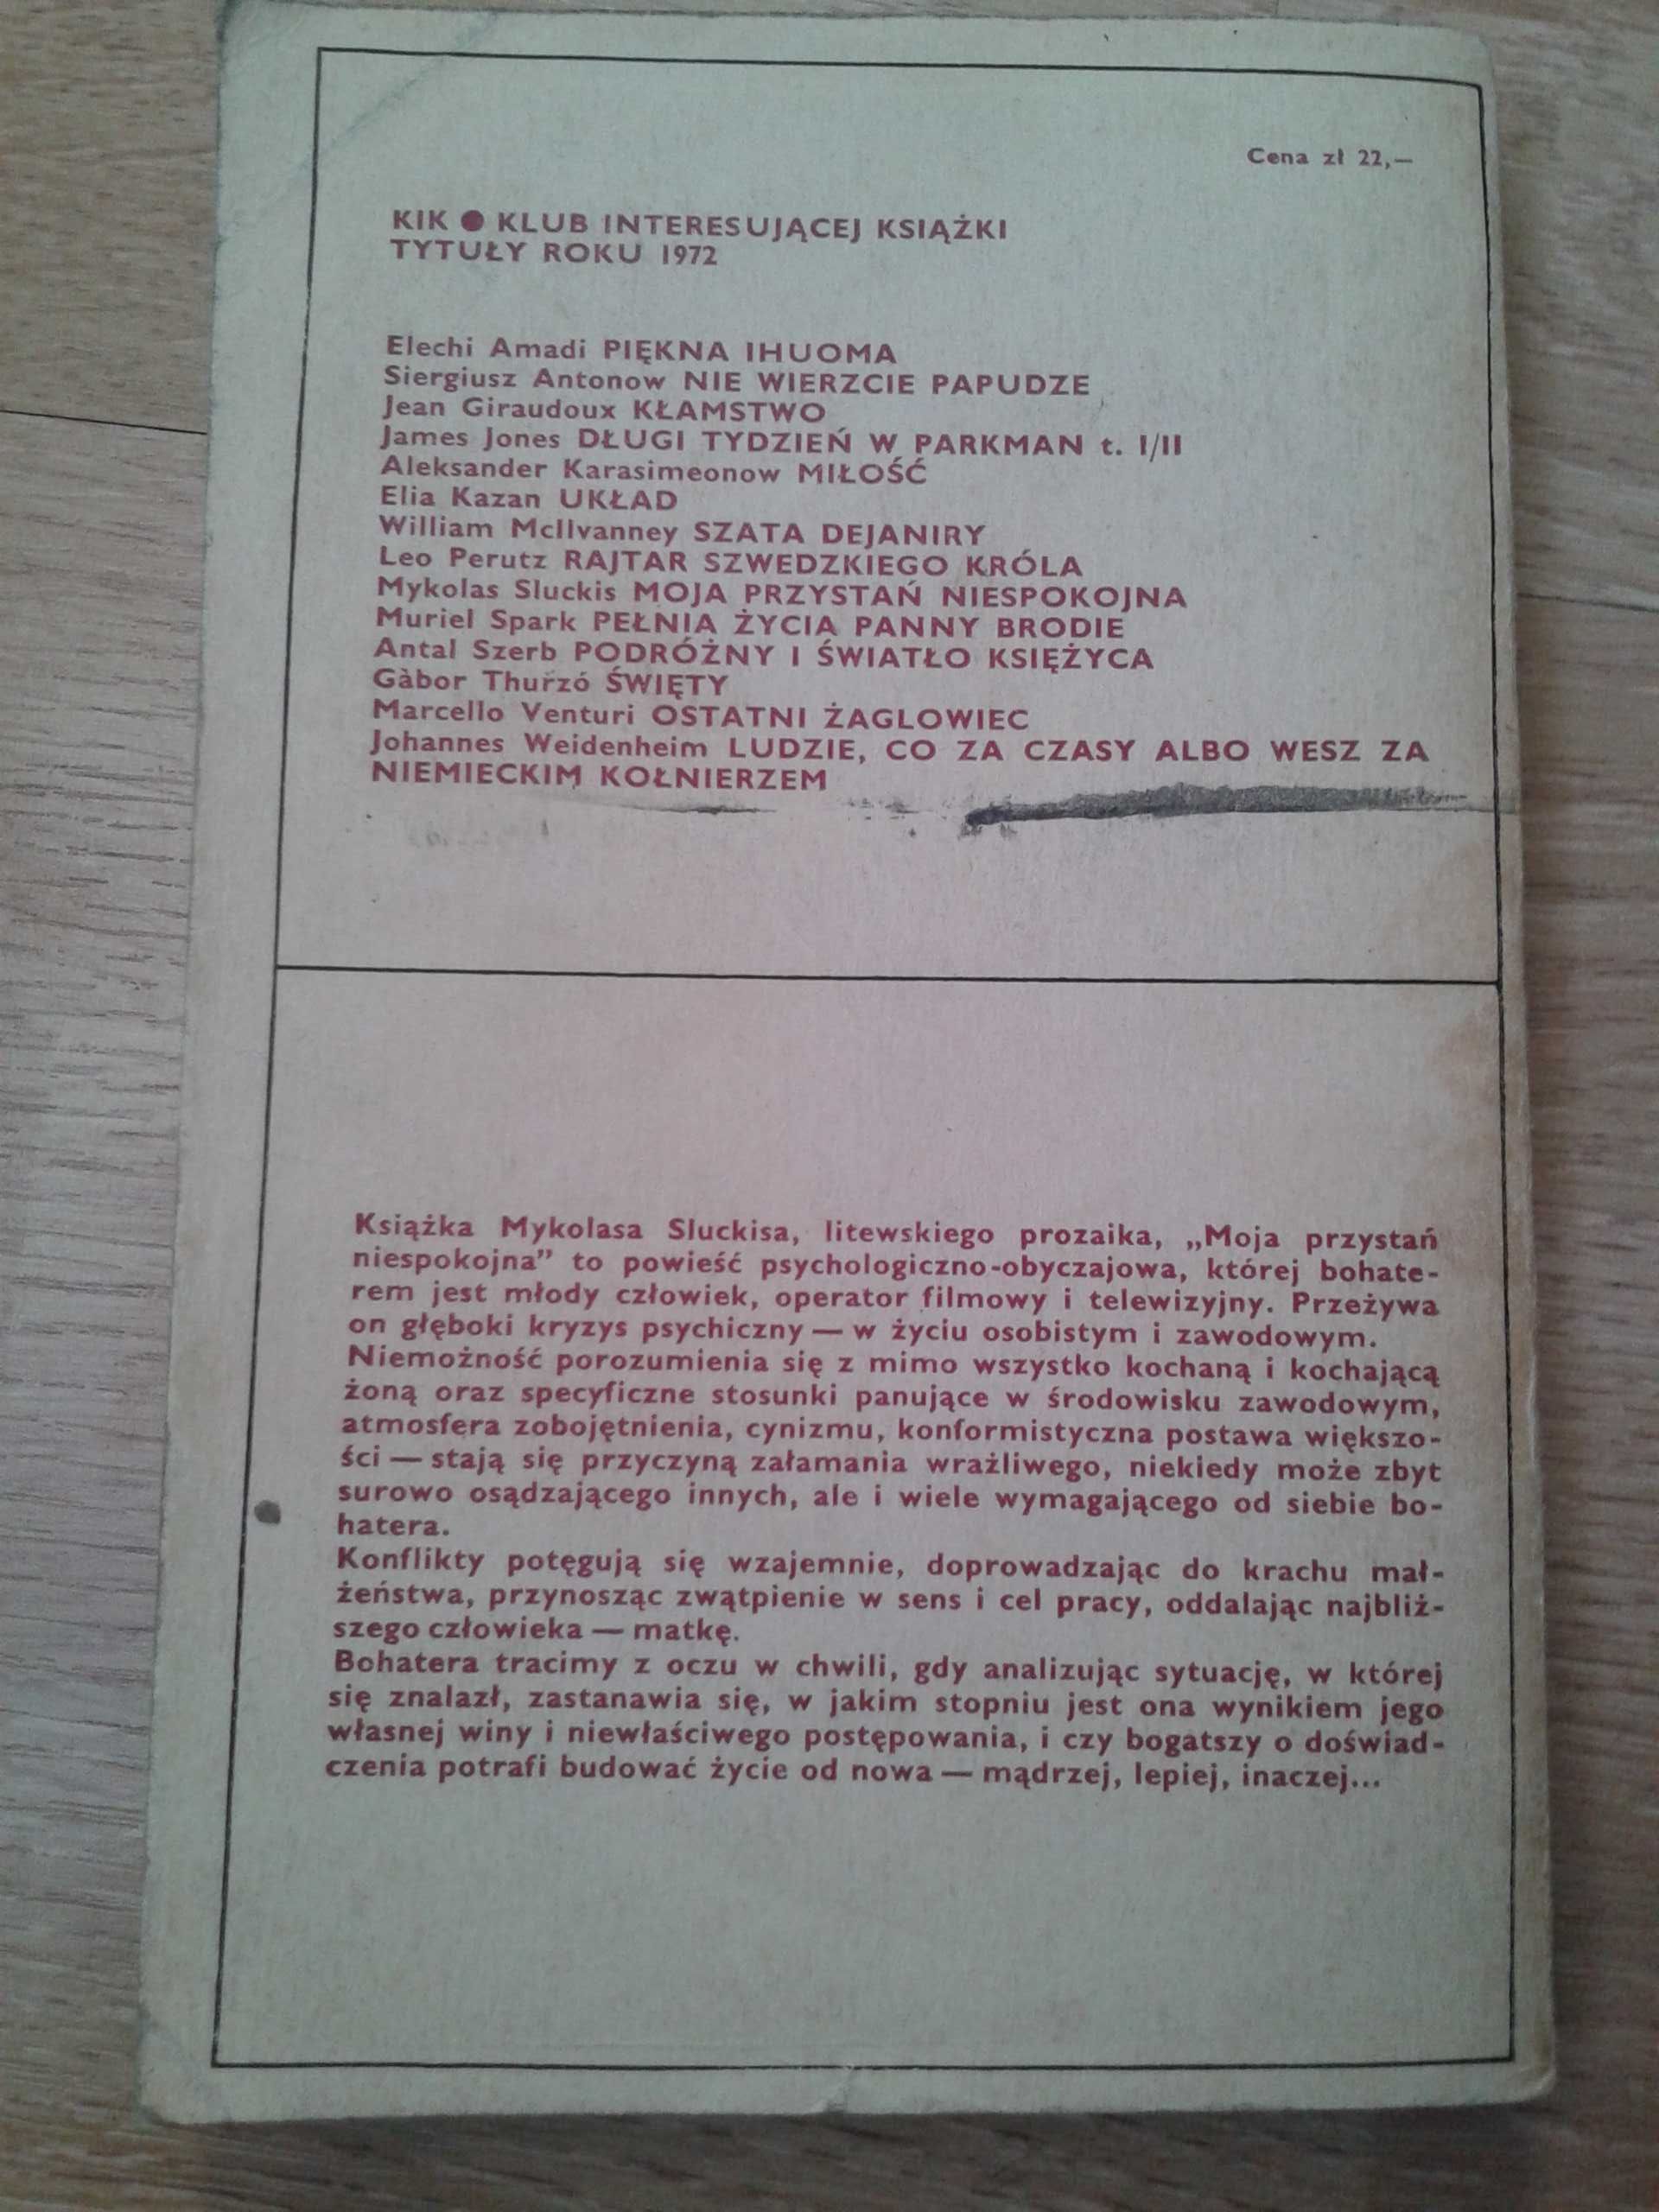 Cena zł 22,—
KIK ● KLUB INTERESUJĄCEJ KSIĄŻKI
TYTUŁY ROKU 1972
Elechi Amadi PIĘKNA IHUOMA
Siergiusz Antonow NIE WIERZCIE PAPUDZE
Jean Giraudoux KŁAMSTWO
James Jones DŁUGI TYDZIEŃ W PARKMAN t. I/II
Aleksander Karasimeonow MIŁOŚĆ
Elia Kazan UKŁAD
William McIlvanney SZATA DEJANIRY
Leo Perutz RAJTAR SZWEDZKIEGO KRÓLA
Mykolas Sluckis MOJA PRZYSTAŃ NIESPOKOJNA
Muriel Spark PEŁNIA ŻYCIA PANNY BRODIE
Antal Szerb PODRÓŻNY I ŚWIATŁO KSIĘŻYCA
Gàbor Thuŕzó ŚWIĘTY
Marcello Venturi OSTATNI ŻAGLOWIEC
Johannes Weidenheim LUDZIE, CO ZA CZASY ALBO WESZ ZA
NIEMIECKIM KOŁNIERZEM
Książka Mykolasa Sluckisa, litewskiego prozaika, „Moja przystań
niespokojna” to powieść psychologiczno-obyczajowa, której bohate-
rem jest młody człowiek, operator filmowy i telewizyjny. Przeżywa
on głęboki kryzys psychiczny — w życiu osobistym i zawodowym.
Niemożność porozumienia się z mimo wszystko kochaną i kochającą
żoną oraz specyficzne stosunki panujące w środowisku zawodowym,
atmosfera zobojętnienia, cynizmu, konformistyczna postawa większo-
ści — stają się przyczyną załamania wrażliwego, niekiedy może zbyt
surowo osądzającego innych, ale i wiele wymagającego od siebie bo-
hatera.
Konflikty potęgują się wzajemnie, doprowadzając do krachu mał-
żeństwa, przynosząc zwątpienie w sens i cel pracy, oddalając najbliż-
szego człowieka — matkę.
Bohatera tracimy z oczu w chwili, gdy analizując sytuację, w której
się znalazł, zastanawia się, w jakim stopniu jest ona wynikiem jego
własnej winy i niewłaściwego postępowania, i czy bogatszy o doświad-
czenia potrafi budować życie od nowa — mądrzej, lepiej, inaczej...